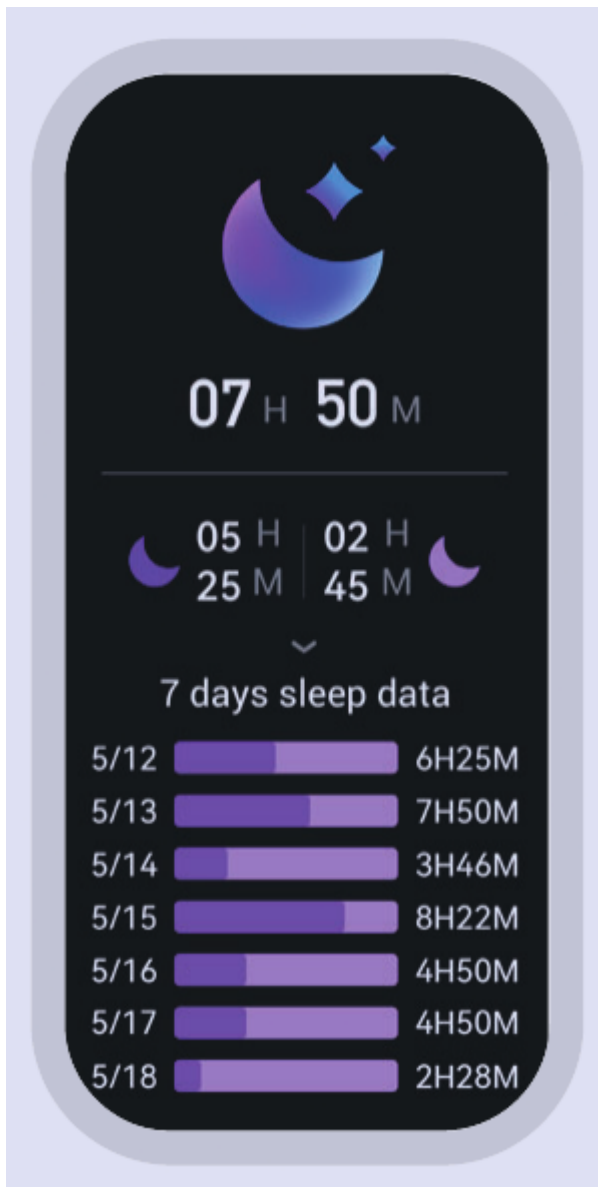 07 H 50 M
05 H
25 M
02 H
45 M
7 days sleep data
5/12 6H25M
5/13 7H50M
5/14 3H46M
5/15 8H22M
5/16 4H50M
5/17 4H50M
5/18 2H28M